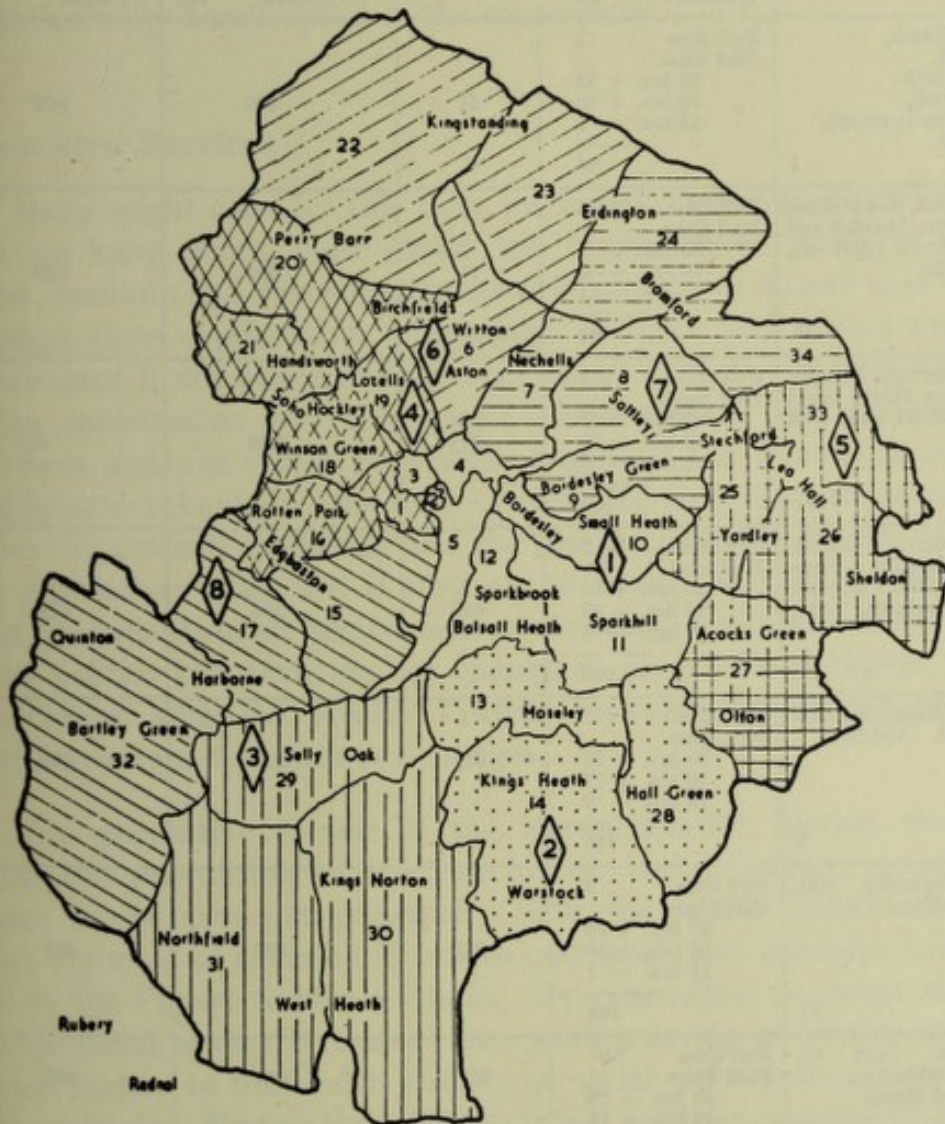 Kingstanding
22
23
Erdington
24
Perry Barr
20
Bromford
Birchfields
Witton
6
6
Aston
Nechells
7
8
7
Saltley
34
21
Handsworth
Lozells
19
4
Soho
Hockley
33
5
Stechford
Lea Hall
Winson Green
18
3
4
Bordesley Green
9
25
Bordesley
Small Heath
10
Rotten Park
16
1
Yardley
26
Edgbaston
5
12
1
Sheldon
15
Sparkbrook
Sparkhill
11
8
17
Balsall Heath
Acocks Green
27
Quinton
Harborne
13
Moseley
Olton
Bartley Green
32
3
Selly Oak
29
Kings Heath
14
Hall Green
28
2
Kings Norton
30
Warstock
Northfield
31
West Heath
Rubery
Rednal